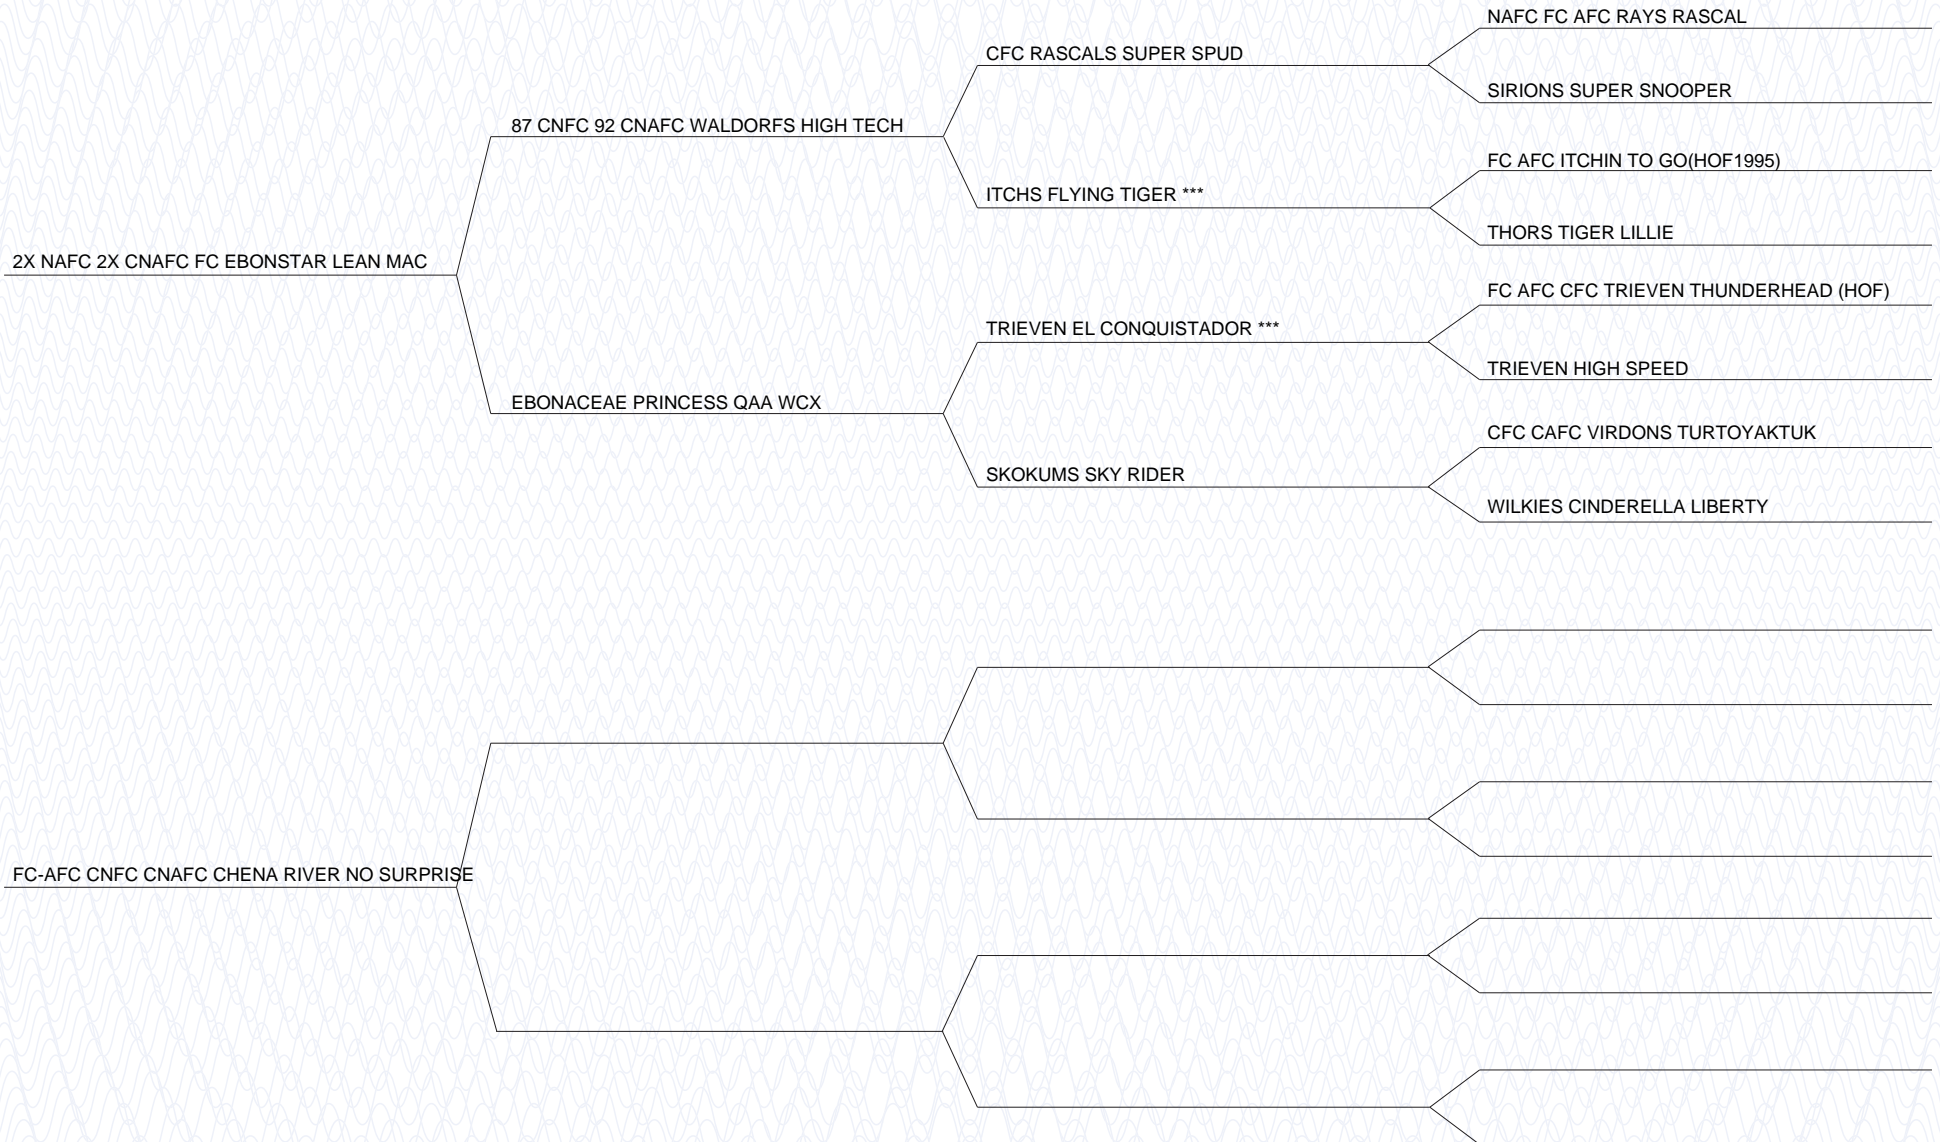 NAFC FC AFC RAYS RASCAL
CFC RASCALS SUPER SPUD
SIRIONS SUPER SNOOPER
87 CNFC 92 CNAFC WALDORFS HIGH TECH
FC AFC ITCHIN TO GO(HOF1995)
ITCHS FLYING TIGER ***
THORS TIGER LILLIE
2X NAFC 2X CNAFC FC EBONSTAR LEAN MAC
FC AFC CFC TRIEVEN THUNDERHEAD (HOF)
TRIEVEN EL CONQUISTADOR ***
TRIEVEN HIGH SPEED
EBONACEAE PRINCESS QAA WCX
CFC CAFC VIRDONS TURTOYAKTUK
SKOKUMS SKY RIDER
WILKIES CINDERELLA LIBERTY
FC-AFC CNFC CNAFC CHENA RIVER NO SURPRISE